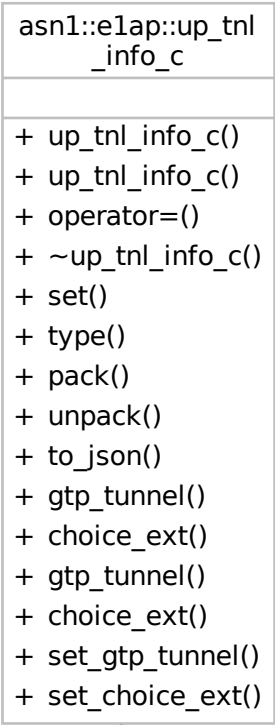 asn1::e1ap::up_tnl
_info_c
+ up_tnl_info_c()
+ up_tnl_info_c()
+ operator=()
+ ~up_tnl_info_c()
+ set()
+ type()
+ pack()
+ unpack()
+ to_json()
+ gtp_tunnel()
+ choice_ext()
+ gtp_tunnel()
+ choice_ext()
+ set_gtp_tunnel()
+ set_choice_ext()